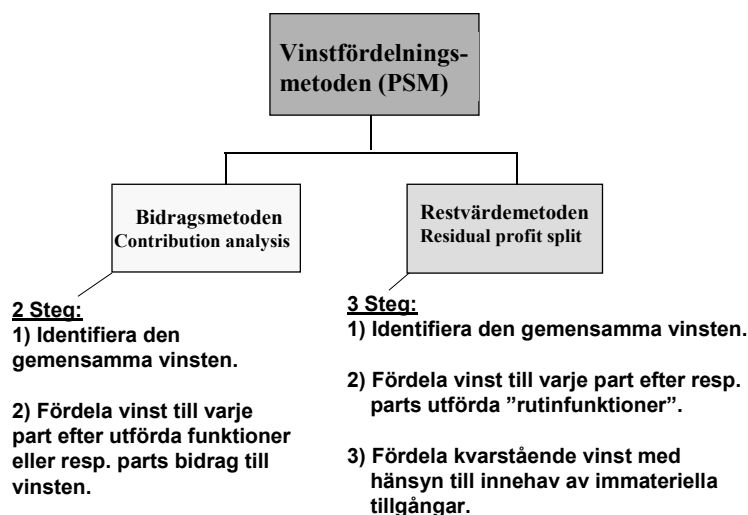 Vinstfördelnings-
metoden (PSM)
Bidragsmetoden
Contribution analysis
Restvärdemetoden
Residual profit split
2 Steg:
1) Identifiera den
gemensamma vinsten.
2) Fördela vinst till varje
part efter utförda funktioner
eller resp. parts bidrag till
vinsten.
3 Steg:
1) Identifiera den gemensamma vinsten.
2) Fördela vinst till varje part efter resp.
parts utförda ”rutinfunktioner”.
3) Fördela kvarstående vinst med
hänsyn till innehav av immateriella
tillgångar.